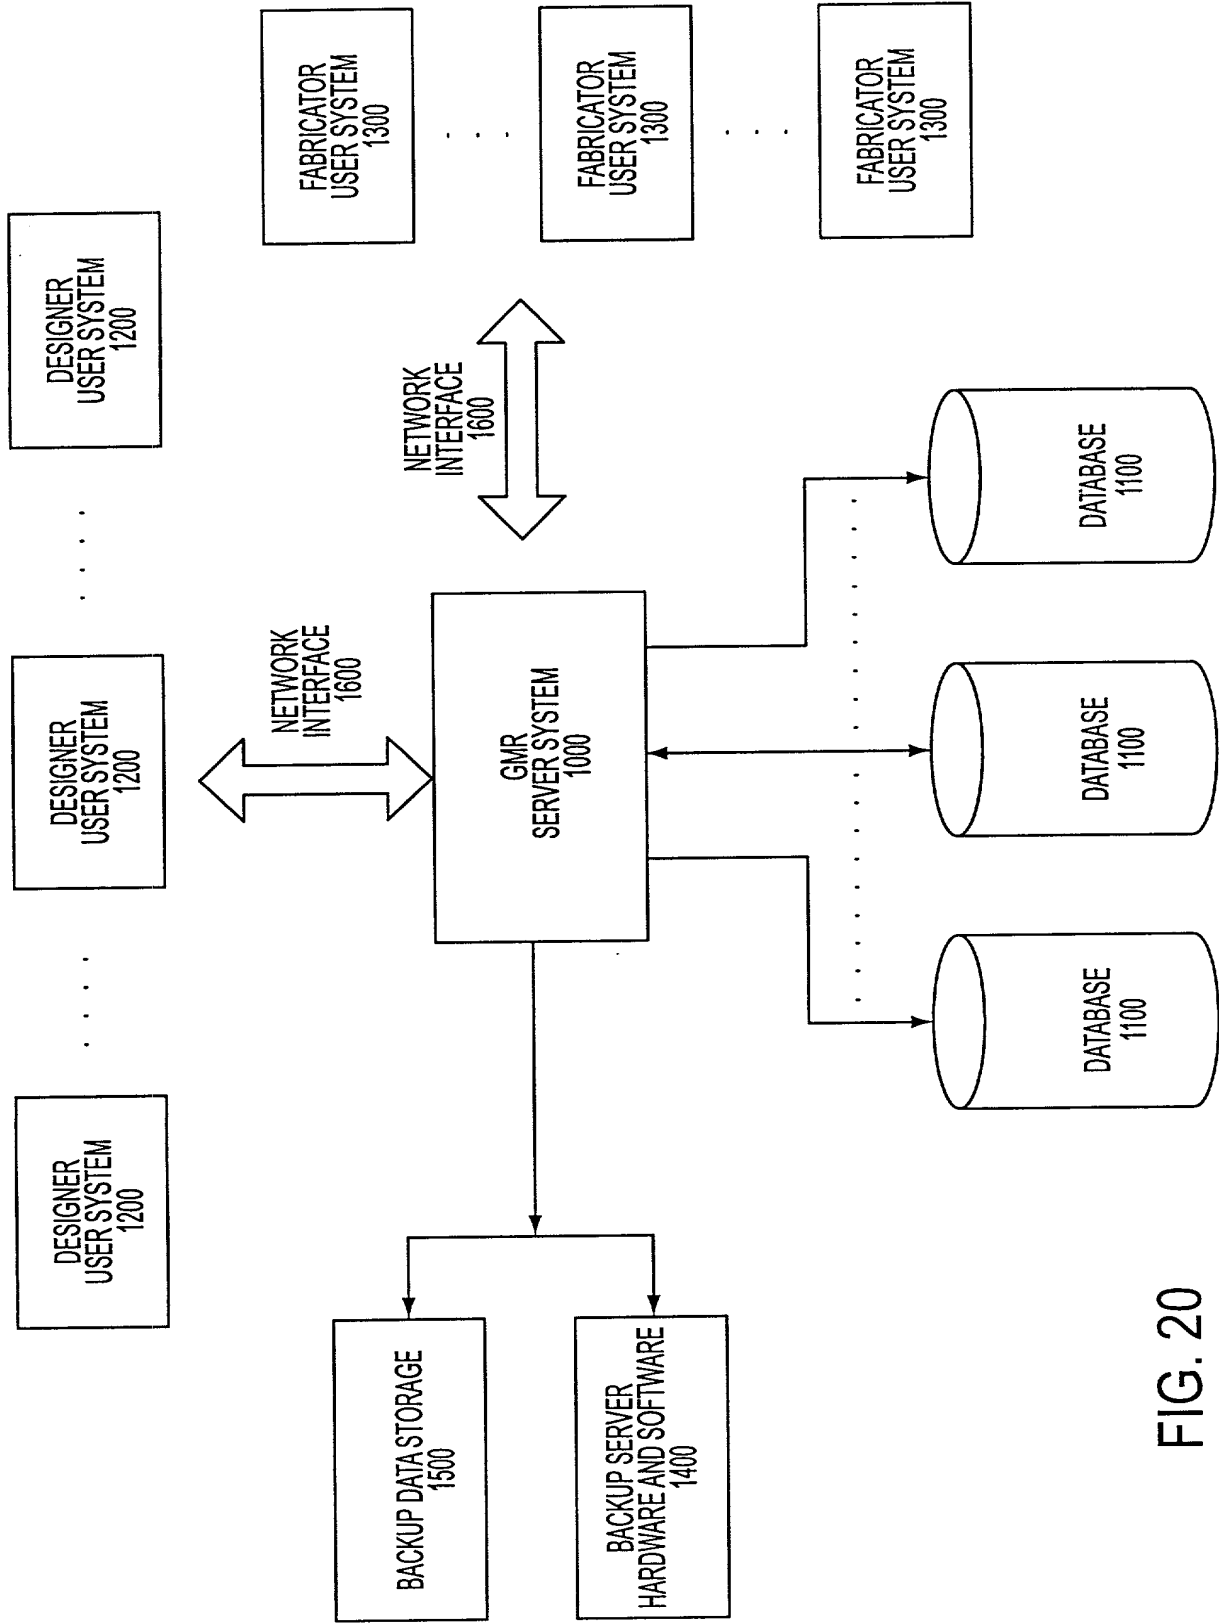 DESIGNER
USER SYSTEM
1200
DESIGNER
USER SYSTEM
1200
DESIGNER
USER SYSTEM
1200
NETWORK
INTERFACE
1600
BACKUP DATA STORAGE
1500
BACKUP SERVER
HARDWARE AND SOFTWARE
1400
GMR
SERVER SYSTEM
1000
NETWORK
INTERFACE
1600
FABRICATOR
USER SYSTEM
1300
FABRICATOR
USER SYSTEM
1300
FABRICATOR
USER SYSTEM
1300
DATABASE
1100
DATABASE
1100
DATABASE
1100
FIG. 20